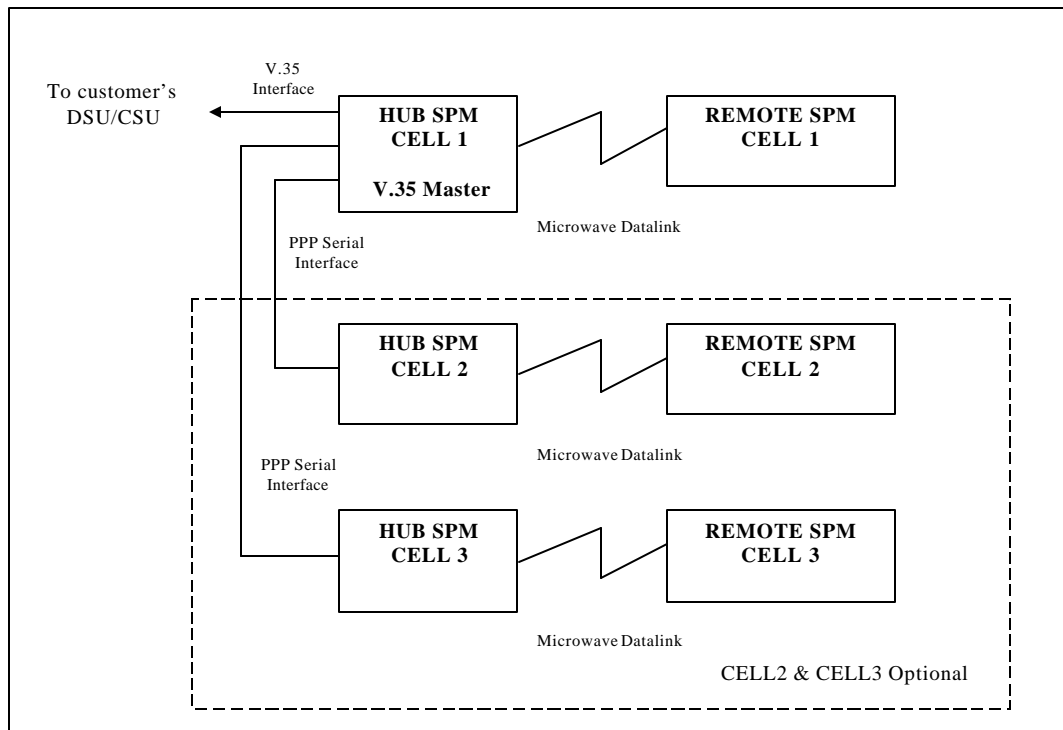 V.35
Interface
To customer's
DSU/CSU
HUB SPM
CELL 1
V.35 Master
REMOTE SPM
CELL 1
Microwave Datalink
PPP Serial
Interface
HUB SPM
CELL 2
REMOTE SPM
CELL 2
Microwave Datalink
PPP Serial
Interface
HUB SPM
CELL 3
REMOTE SPM
CELL 3
Microwave Datalink
CELL2 & CELL3 Optional